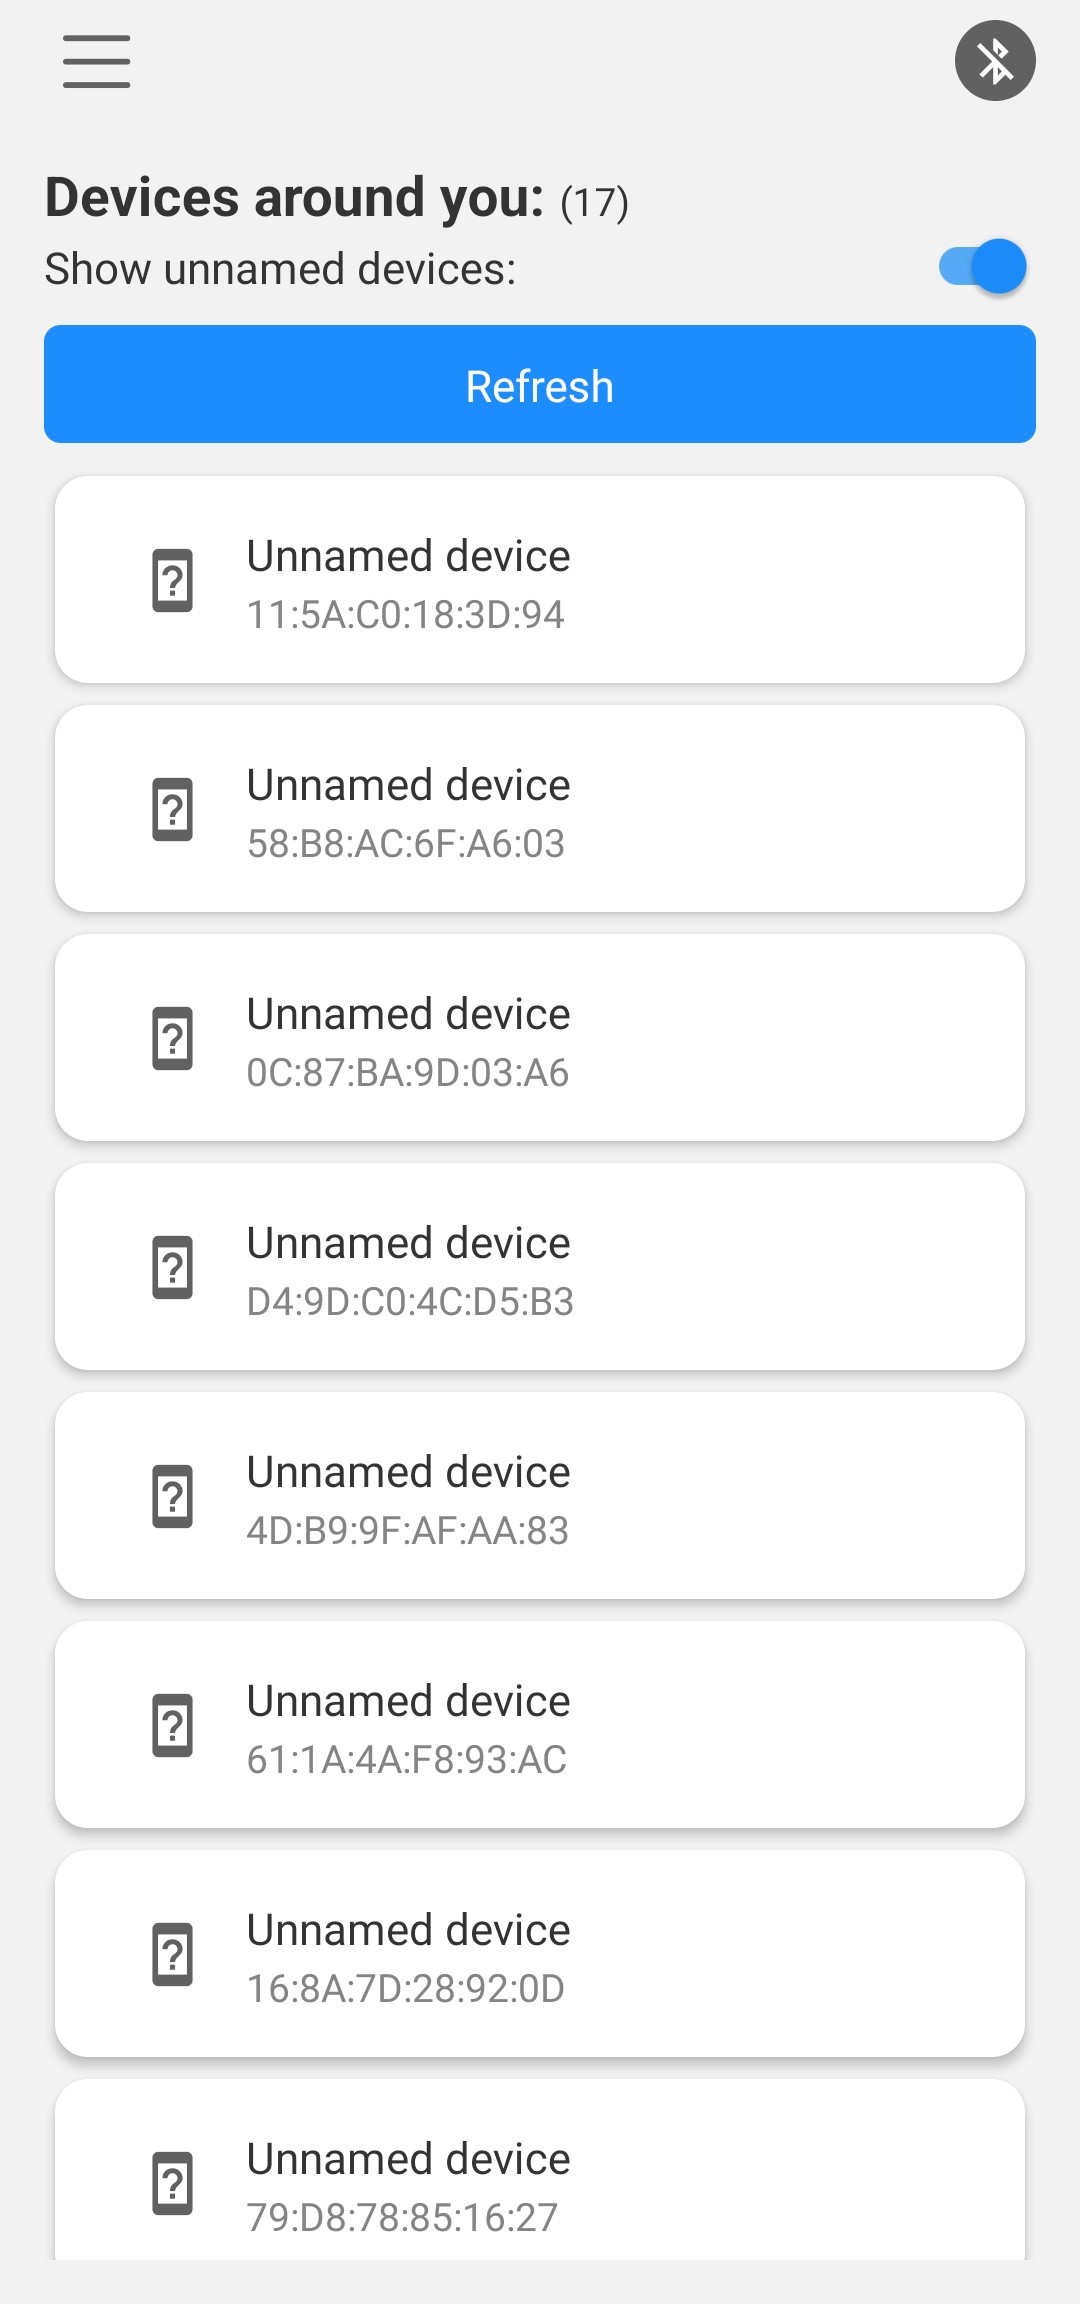 Devices around you: (17)
Show unnamed devices:
Refresh
Unnamed device
11:5A:C0:18:3D:94
Unnamed device
58:B8:AC:6F:A6:03
Unnamed device
0C:87:BA:9D:03:A6
Unnamed device
D4:9D:C0:4C:D5:B3
Unnamed device
4D:B9:9F:AF:AA:83
Unnamed device
61:1A:4A:F8:93:AC
Unnamed device
16:8A:7D:28:92:0D
Unnamed device
79:D8:78:85:16:27